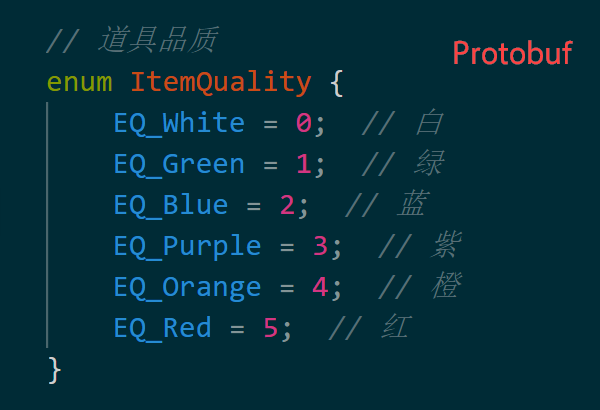 // 道具品质
Protobuf
enum ItemQuality {
    EQ_White = 0;  // 白
    EQ_Green = 1;  // 绿
    EQ_Blue = 2;  // 蓝
    EQ_Purple = 3;  // 紫
    EQ_Orange = 4;  // 橙
    EQ_Red = 5;  // 红
}